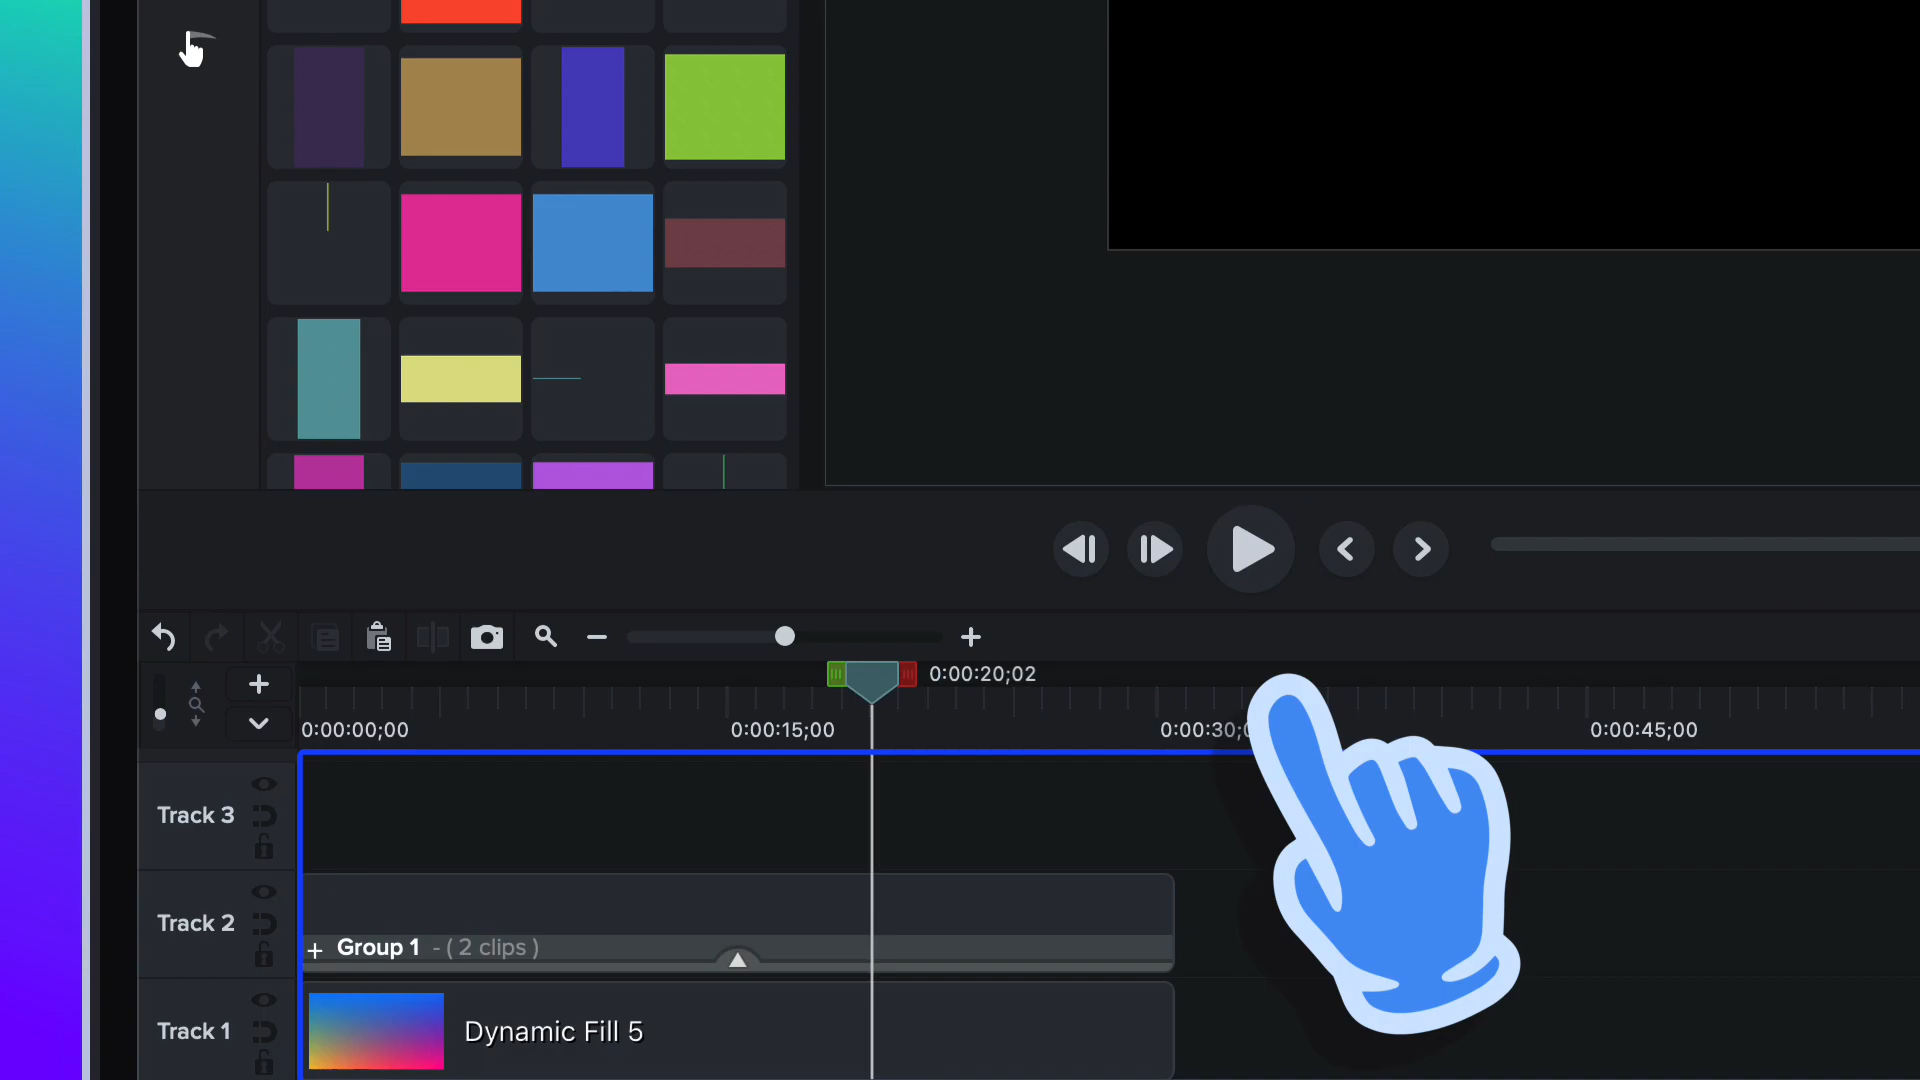 0:00:20;02
0:00:00;00
0:00:15;00
0:00:30;
0:00:45;00
Track 3
Track 2
+ Group 1 - ( 2 clips )
Track 1
Dynamic Fill 5